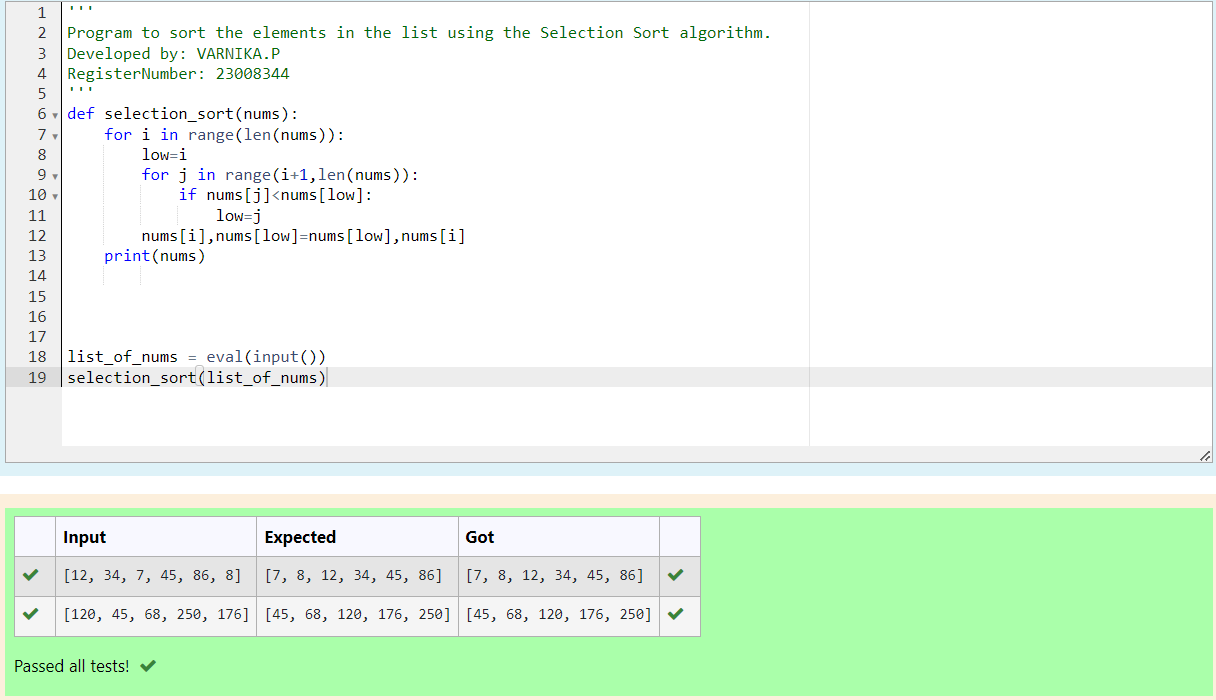 1 '''
2 Program to sort the elements in the list using the Selection Sort algorithm.
3 Developed by: VARNIKA.P
4 RegisterNumber: 23008344
5 '''
6 def selection_sort(nums):
7     for i in range(len(nums)):
8         low=i
9         for j in range(i+1,len(nums)):
10             if nums[j]<nums[low]:
11                 low=j
12         nums[i],nums[low]=nums[low],nums[i]
13     print(nums)
14
15
16
17
18 list_of_nums = eval(input())
19 selection_sort(list_of_nums)
Input Expected Got
[12, 34, 7, 45, 86, 8] [7, 8, 12, 34, 45, 86] [7, 8, 12, 34, 45, 86]
[120, 45, 68, 250, 176] [45, 68, 120, 176, 250] [45, 68, 120, 176, 250]
Passed all tests!